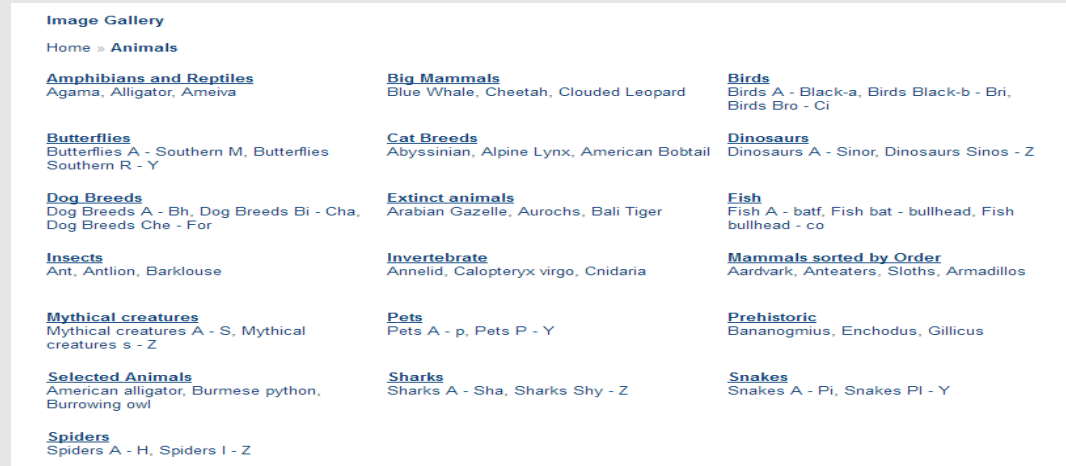 Image Gallery
Home » Animals
Amphibians and Reptiles
Agama, Alligator, Ameiva
Big Mammals
Blue Whale, Cheetah, Clouded Leopard
Birds
Birds A - Black-a, Birds Black-b - Bri,
Birds Bro - Ci
Butterflies
Butterflies A - Southern M, Butterflies
Southern R - Y
Cat Breeds
Abyssinian, Alpine Lynx, American Bobtail
Dinosaurs
Dinosaurs A - Sinor, Dinosaurs Sinos - Z
Dog Breeds
Dog Breeds A - Bh, Dog Breeds Bi - Cha,
Dog Breeds Che - For
Extinct animals
Arabian Gazelle, Aurochs, Bali Tiger
Fish
Fish A - batf, Fish bat - bullhead, Fish
bullhead - co
Insects
Ant, Antlion, Barklouse
Invertebrate
Annelid, Calopteryx virgo, Cnidaria
Mammals sorted by Order
Aardvark, Anteaters, Sloths, Armadillos
Mythical creatures
Mythical creatures A - S, Mythical
creatures s - Z
Pets
Pets A - p, Pets P - Y
Prehistoric
Bananogmius, Enchodus, Gillicus
Selected Animals
American alligator, Burmese python,
Burrowing owl
Sharks
Sharks A - Sha, Sharks Shy - Z
Snakes
Snakes A - Pi, Snakes Pl - Y
Spiders
Spiders A - H, Spiders I - Z